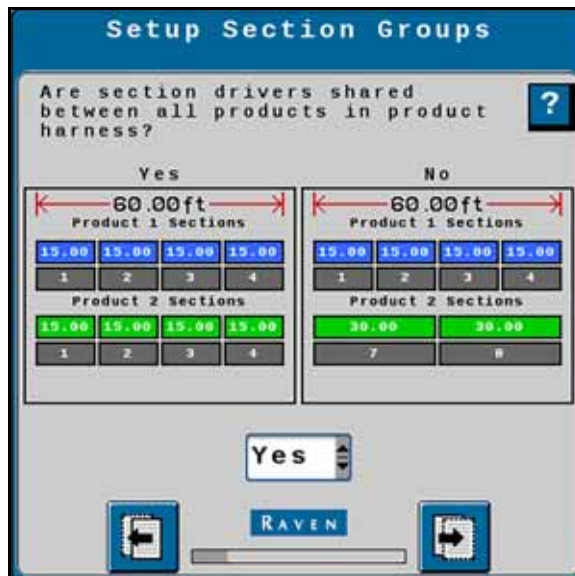 Setup Section Groups
Are section drivers shared
between all products in product
harness?
?
Yes
60.00ft
Product 1 Sections
15.00 15.00 15.00 15.00
1 2 3 4
Product 2 Sections
15.00 15.00 15.00 15.00
1 2 3 4
No
60.00ft
Product 1 Sections
15.00 15.00 15.00 15.00
1 2 3 4
Product 2 Sections
30.00 30.00
7 8
Yes
RAVEN